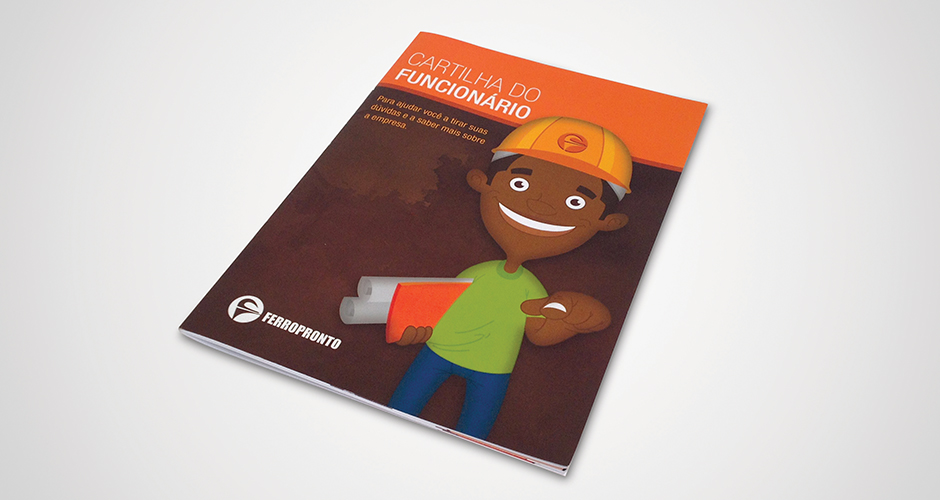 CARTILHA DO
FUNCIONÁRIO
Para ajudar você a tirar suas
dúvidas e a saber mais sobre
a empresa
FERROPRONTO